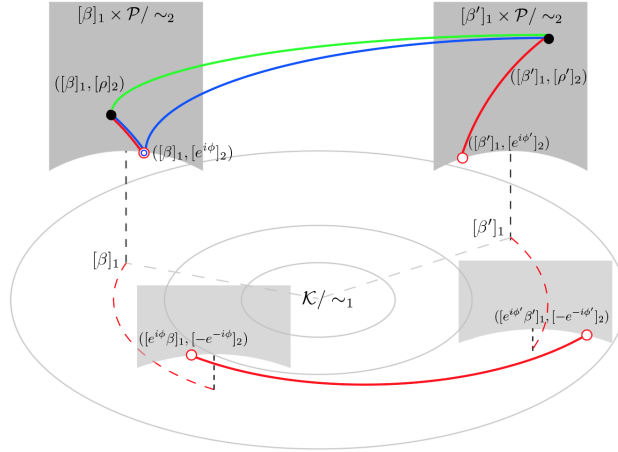 [β]₁ × 𝒫/ ∼₂
[β′]₁ × 𝒫/ ∼₂
([β]₁, [ρ]₂)
([β′]₁, [ρ′]₂)
([β]₁, [e^{iϕ}]₂)
([β′]₁, [e^{iϕ′}]₂)
[β]₁
[β′]₁
𝒦/ ∼₁
([e^{iϕ′}β′]₁, [−e^{−iϕ′}]₂)
([e^{iϕ}β]₁, [−e^{−iϕ}]₂)